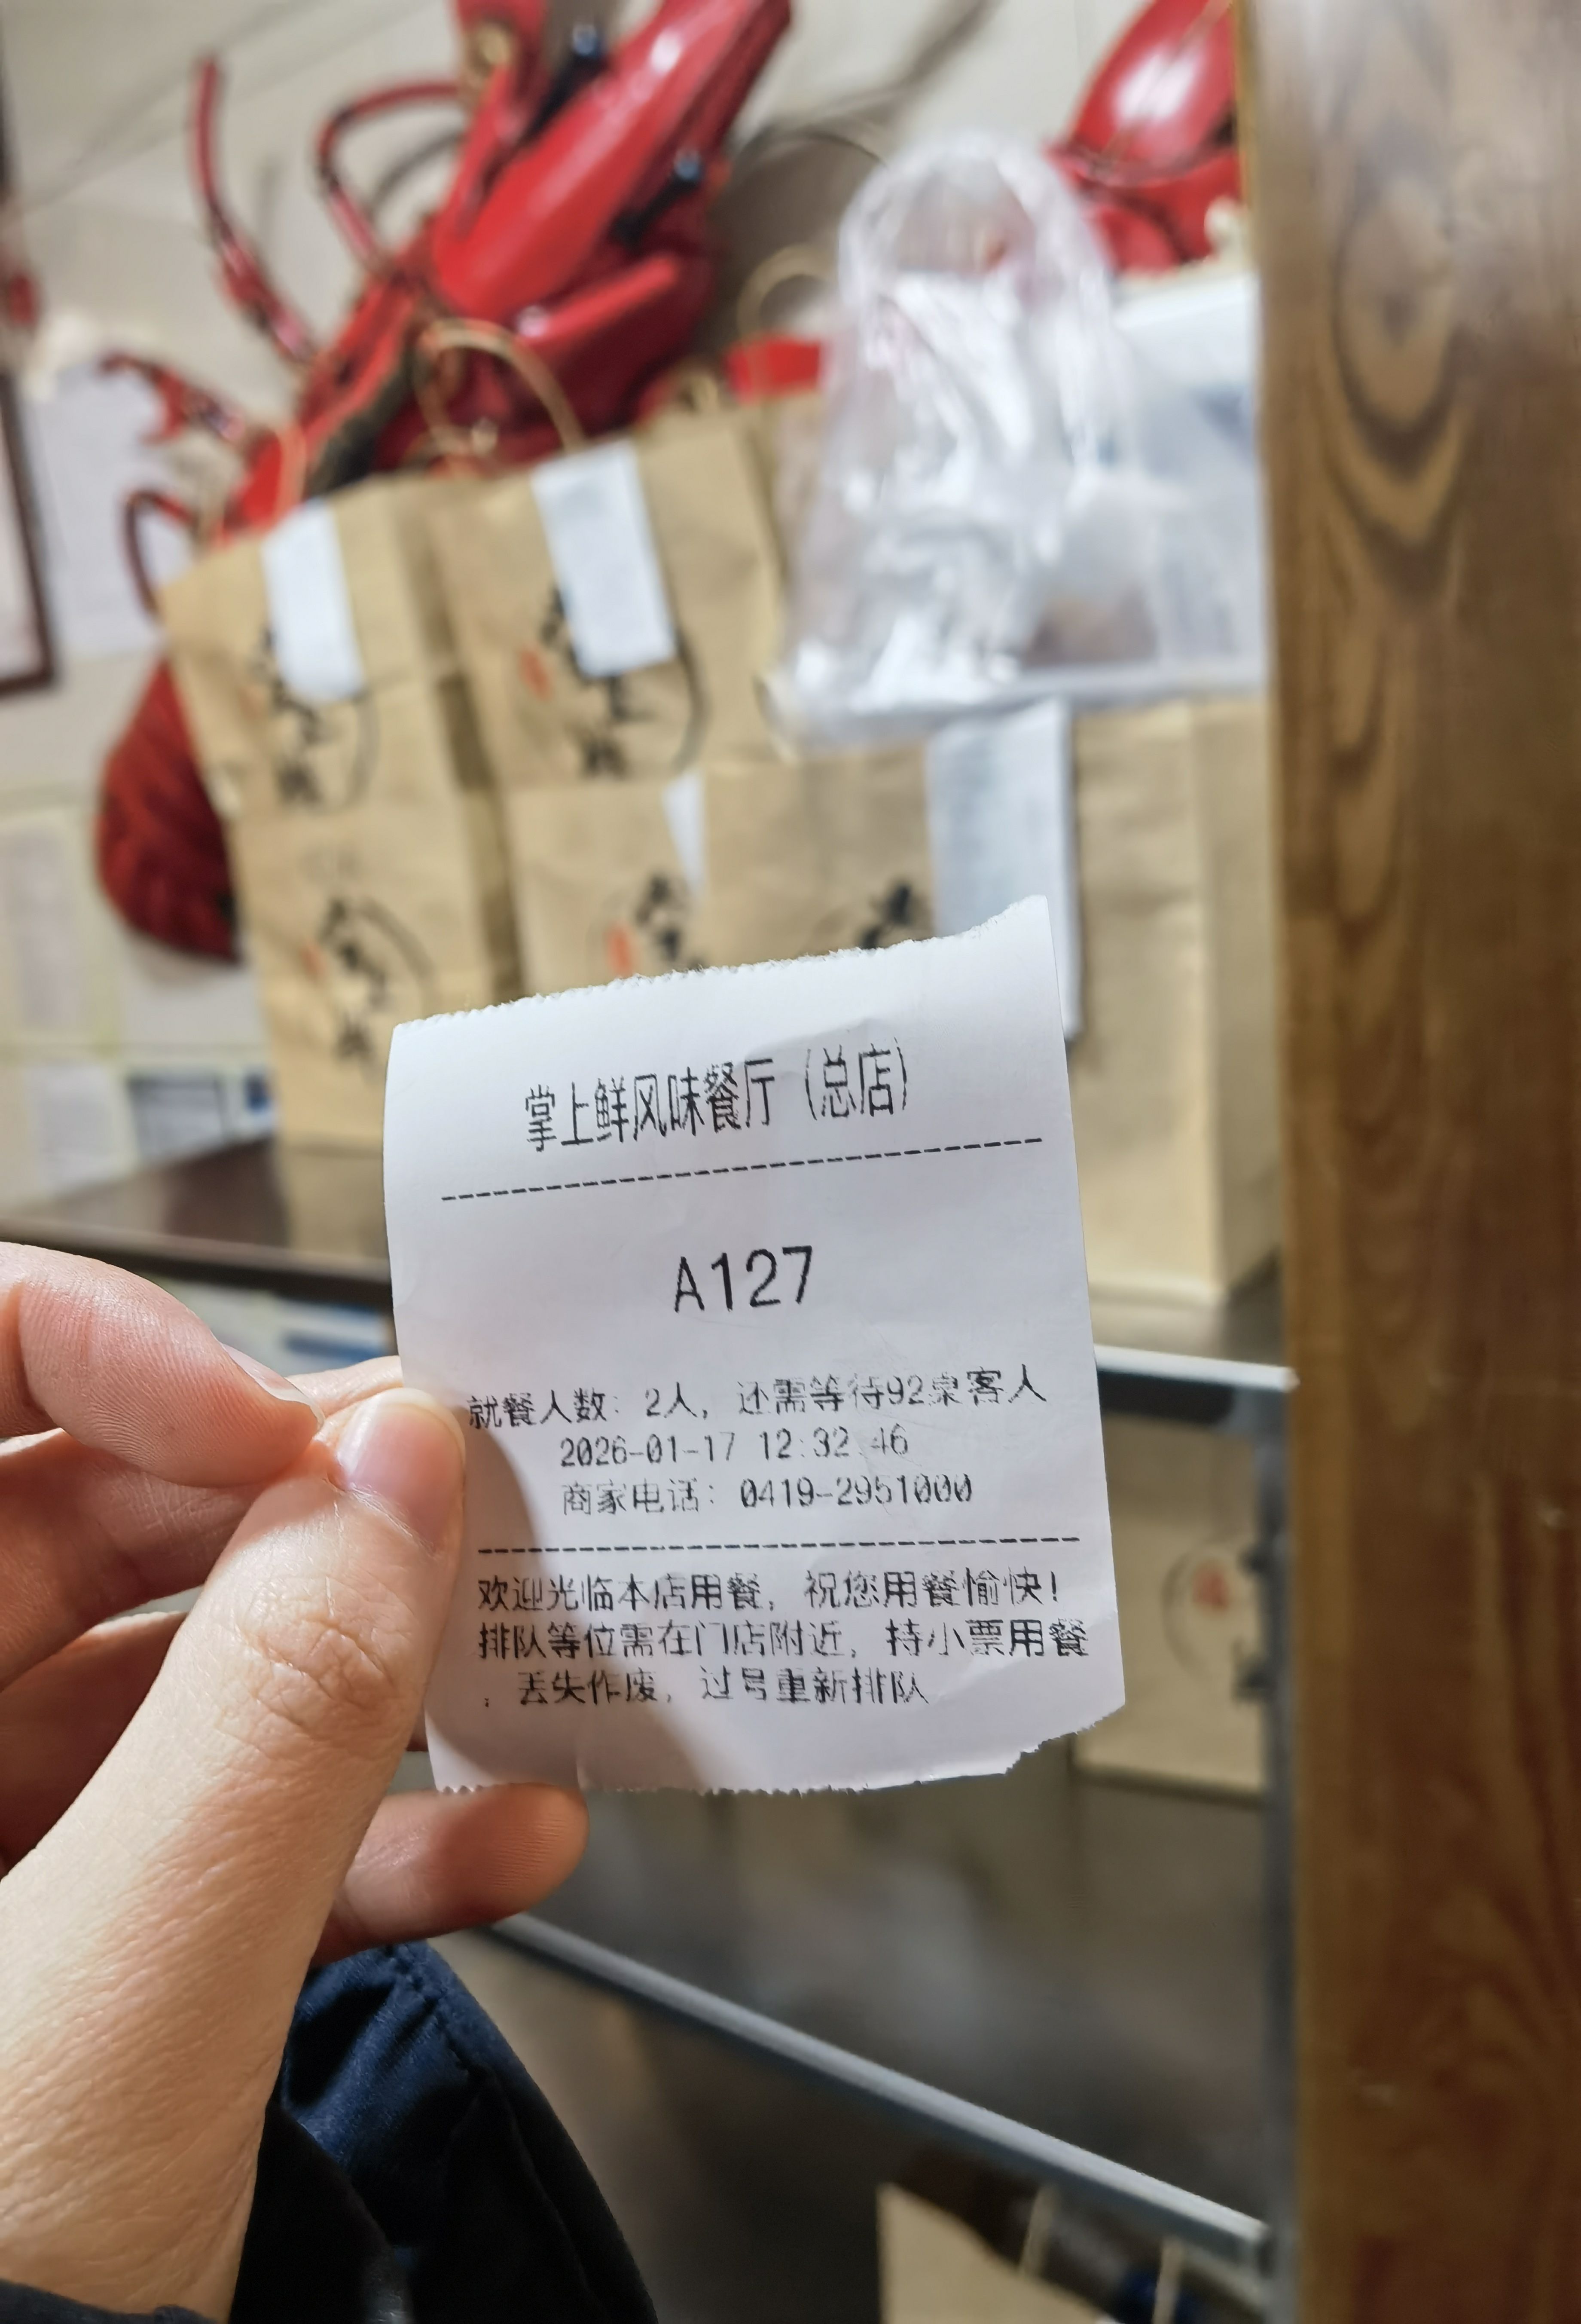 掌上鲜风味餐厅（总店）
A127
就餐人数：2人，还需等待92桌客人
2026-01-17 12:32:46
商家电话：0419-2951000
欢迎光临本店用餐，祝您用餐愉快！
排队等位需在门店附近，持小票用餐
，丢失作废，过号重新排队